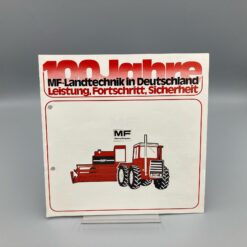 100 Jahre
MF-Landtechnik in Deutschland
Leistung, Fortschritt, Sicherheit
MF